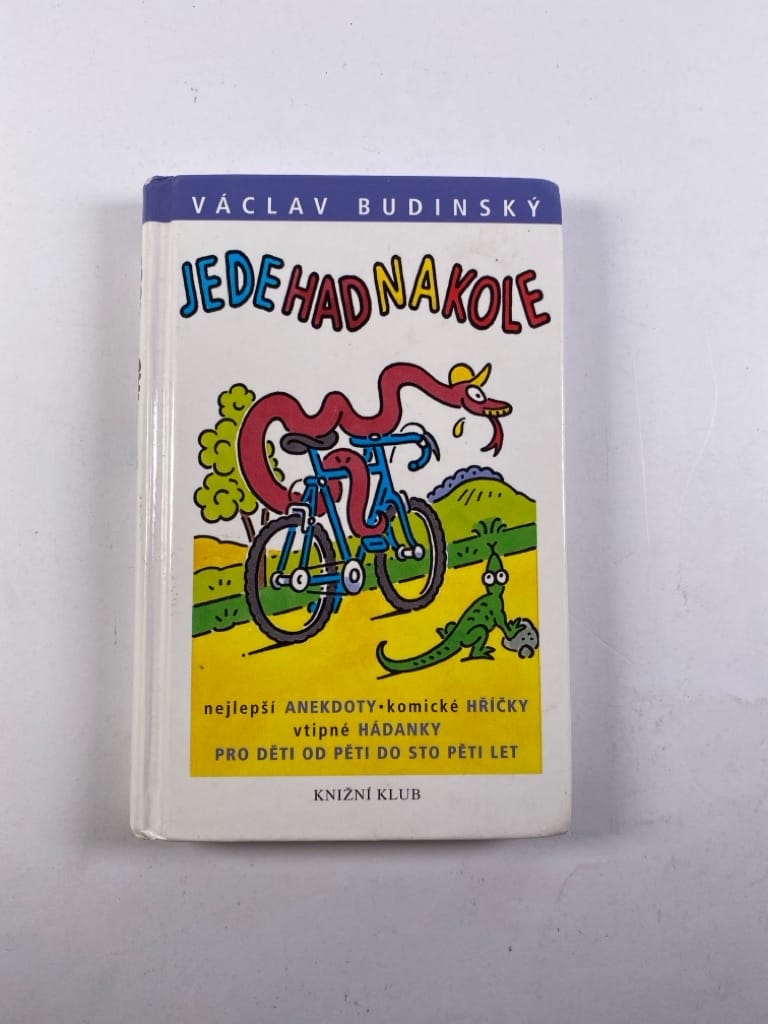 VÁCLAV BUDINSKÝ
JEDE HAD NA KOLE
nejlepší ANEKDOTY • komické HŘÍČKY
vtipné HÁDANKY
PRO DĚTI OD PĚTI DO STO PĚTI LET
KNIŽNÍ KLUB